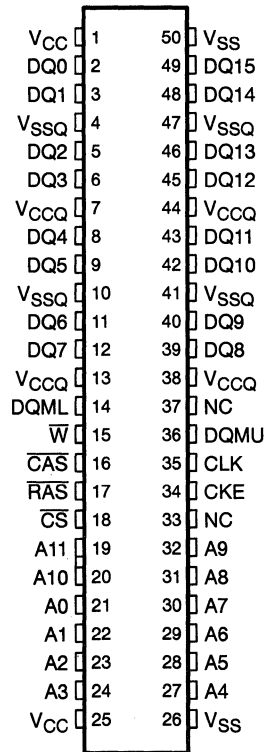 VCC 1 50 VSS
DQ0 2 49 DQ15
DQ1 3 48 DQ14
VSSQ 4 47 VSSQ
DQ2 5 46 DQ13
DQ3 6 45 DQ12
VCCQ 7 44 VCCQ
DQ4 8 43 DQ11
DQ5 9 42 DQ10
VSSQ 10 41 VSSQ
DQ6 11 40 DQ9
DQ7 12 39 DQ8
VCCQ 13 38 VCCQ
DQML 14 37 NC
W̅ 15 36 DQMU
C̅A̅S̅ 16 35 CLK
R̅A̅S̅ 17 34 CKE
C̅S̅ 18 33 NC
A11 19 32 A9
A10 20 31 A8
A0 21 30 A7
A1 22 29 A6
A2 23 28 A5
A3 24 27 A4
VCC 25 26 VSS